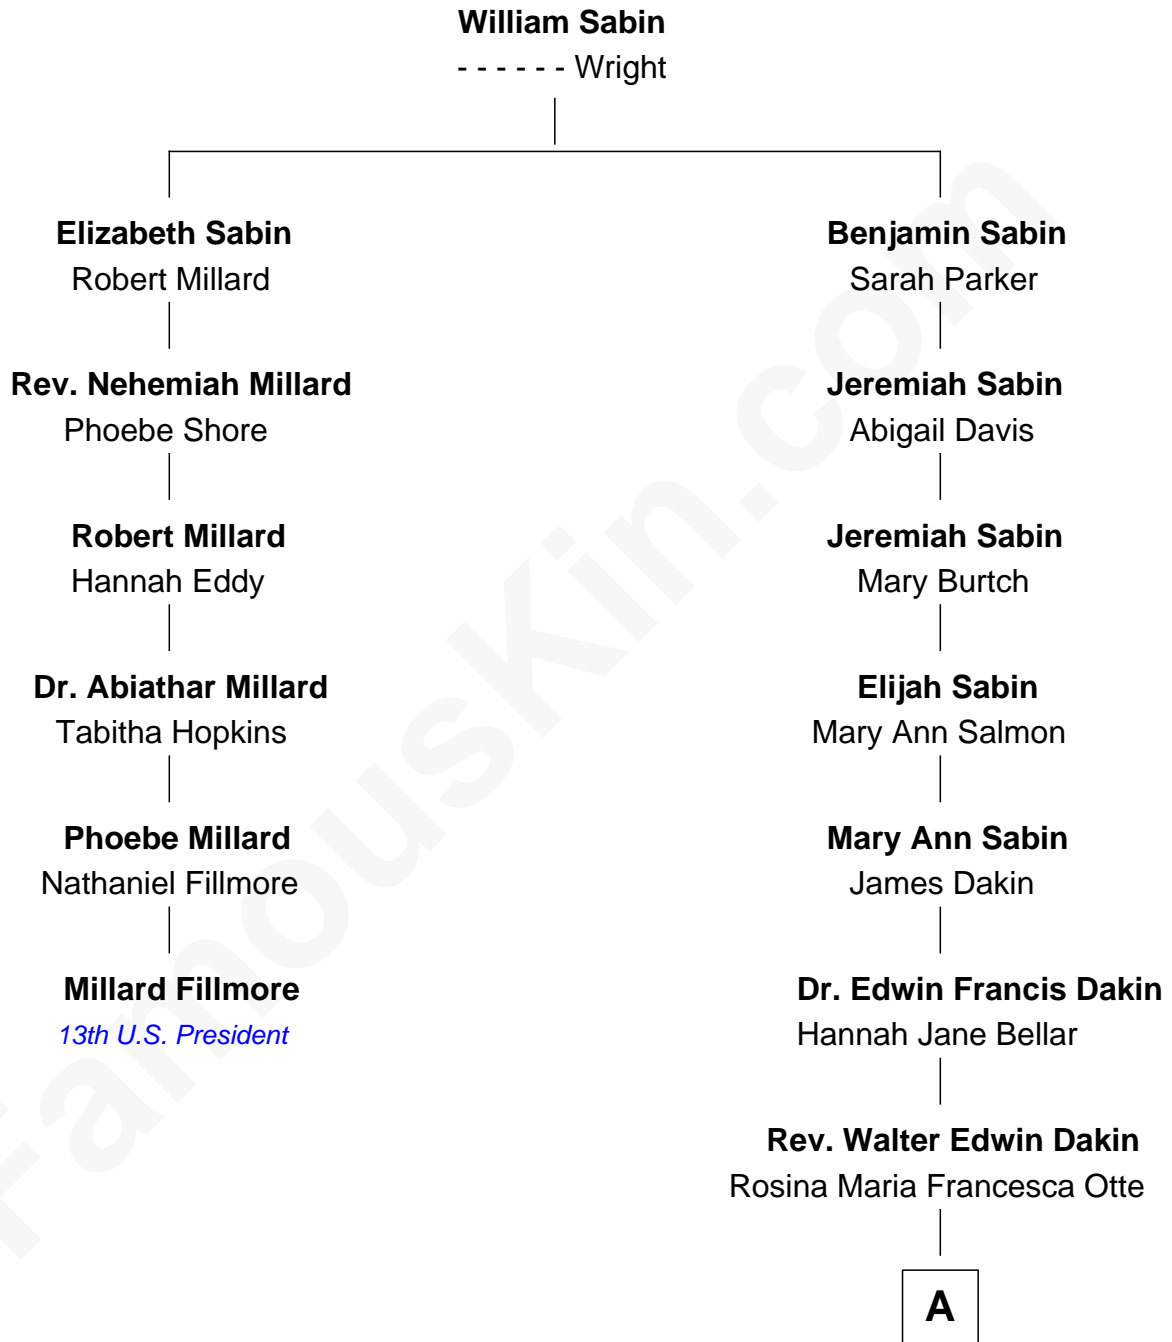 William Sabin
- - - - - - Wright
Elizabeth Sabin
Robert Millard
Rev. Nehemiah Millard
Phoebe Shore
Robert Millard
Hannah Eddy
Dr. Abiathar Millard
Tabitha Hopkins
Phoebe Millard
Nathaniel Fillmore
Millard Fillmore
13th U.S. President
Benjamin Sabin
Sarah Parker
Jeremiah Sabin
Abigail Davis
Jeremiah Sabin
Mary Burtch
Elijah Sabin
Mary Ann Salmon
Mary Ann Sabin
James Dakin
Dr. Edwin Francis Dakin
Hannah Jane Bellar
Rev. Walter Edwin Dakin
Rosina Maria Francesca Otte
A
FamousKin.com